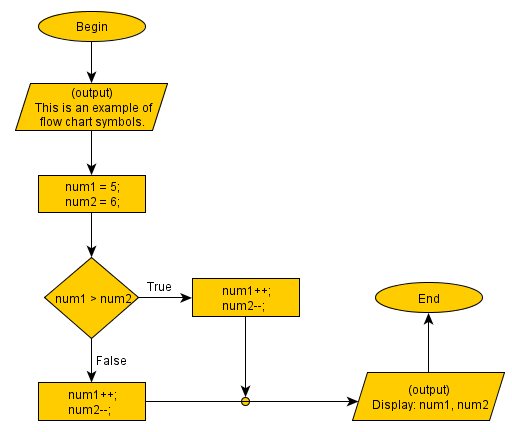 Begin
(output)
This is an example of
flow chart symbols.
num1 = 5;
num2 = 6;
num1 > num2
True
num1++;
num2--;
False
num1++;
num2--;
(output)
Display: num1, num2
End